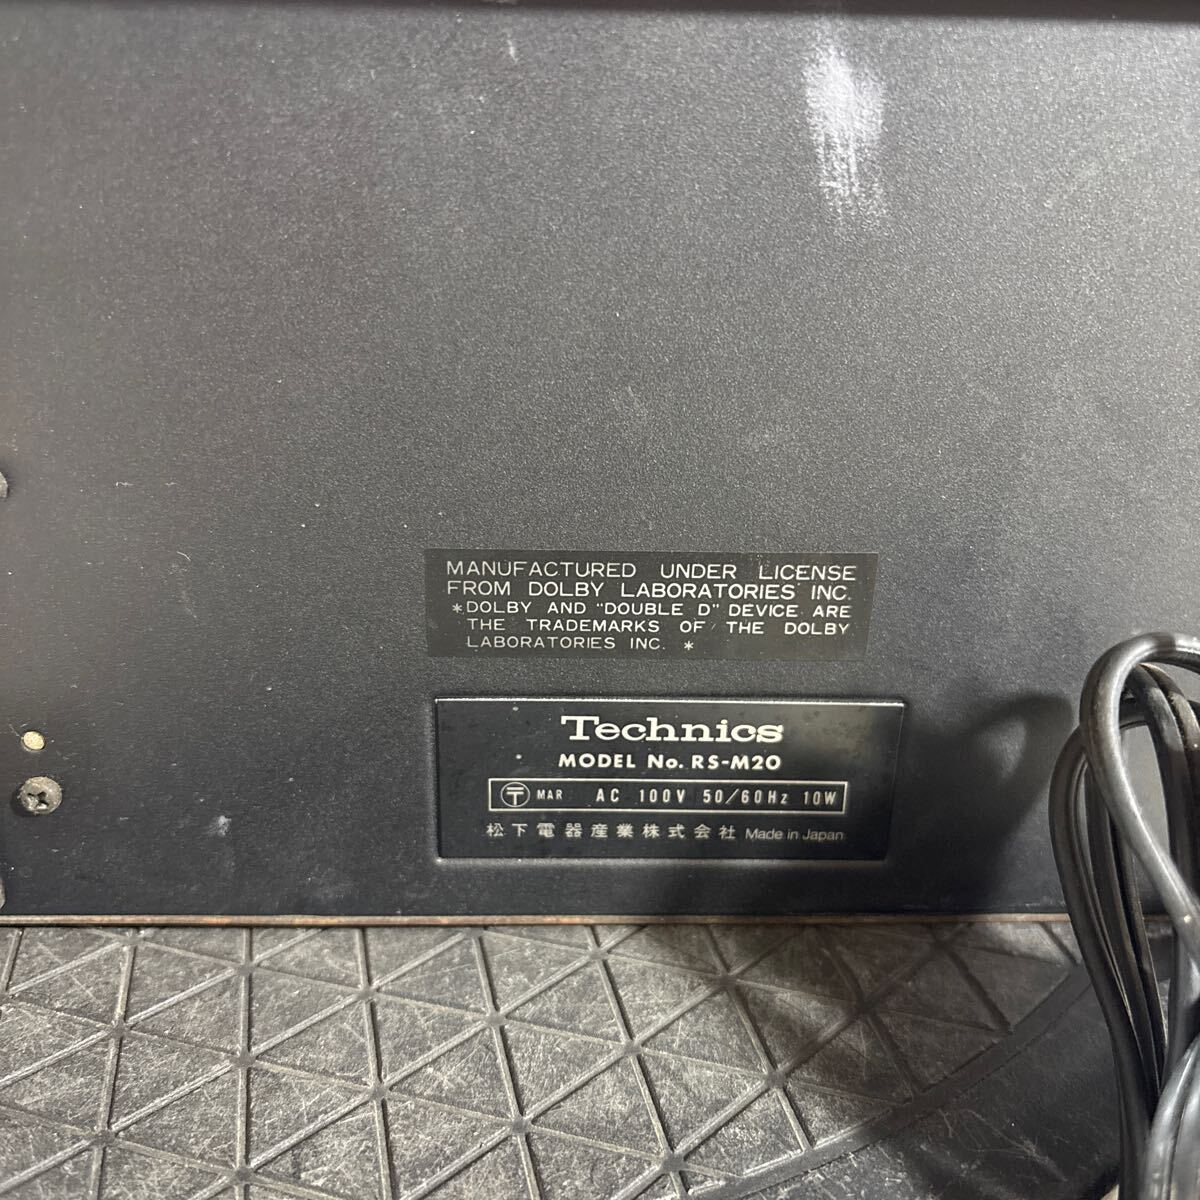 MANUFACTURED UNDER LICENSE
FROM DOLBY LABORATORIES INC.
*DOLBY AND "DOUBLE D" DEVICE ARE
THE TRADEMARKS OF THE DOLBY
LABORATORIES INC. *
Technics
MODEL No. RS-M20
〒 MAR AC 100V 50/60Hz 10W
松下電器産業株式会社 Made in Japan